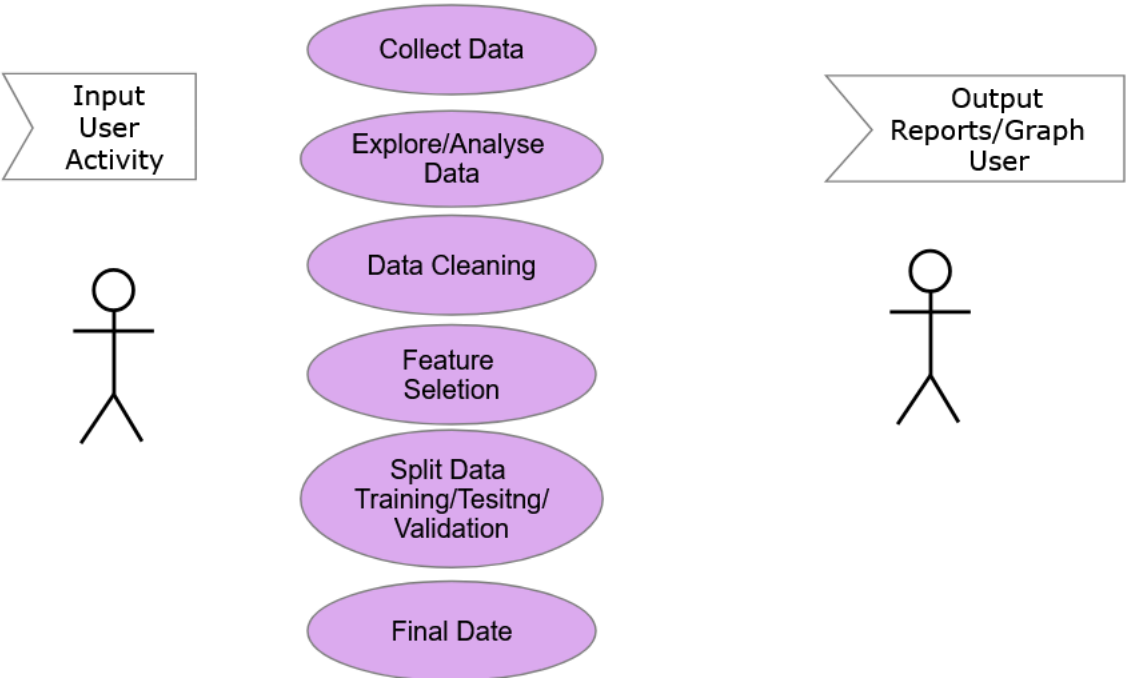 Collect Data
Input
User
Activity
Output
Reports/Graph
User
Explore/Analyse
Data
Data Cleaning
Feature
Seletion
Split Data
Training/Tesitng/
Validation
Final Date